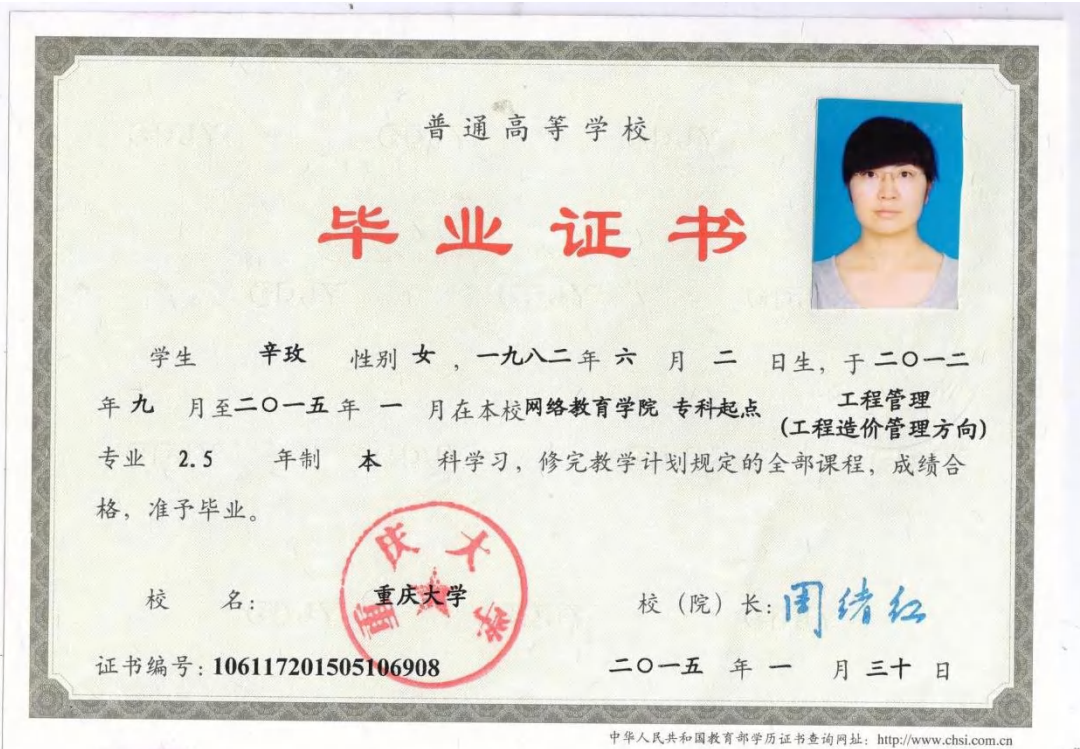 普通高等学校
毕业证书
学生 辛玫 性别 女 ，一九八二年 六 月 二 日生，于二〇一二
年 九 月至二〇一五年 一 月在本校网络教育学院 专科起点 工程管理
(工程造价管理方向)
专业 2.5 年制 本 科学习，修完教学计划规定的全部课程，成绩合
格，准予毕业。
重庆大学
校 名： 重庆大学
校（院）长：周绪红
证书编号：106117201505106908
二〇一五 年 一 月 三十 日
中华人民共和国教育部学历证书查询网址：http://www.chsi.com.cn